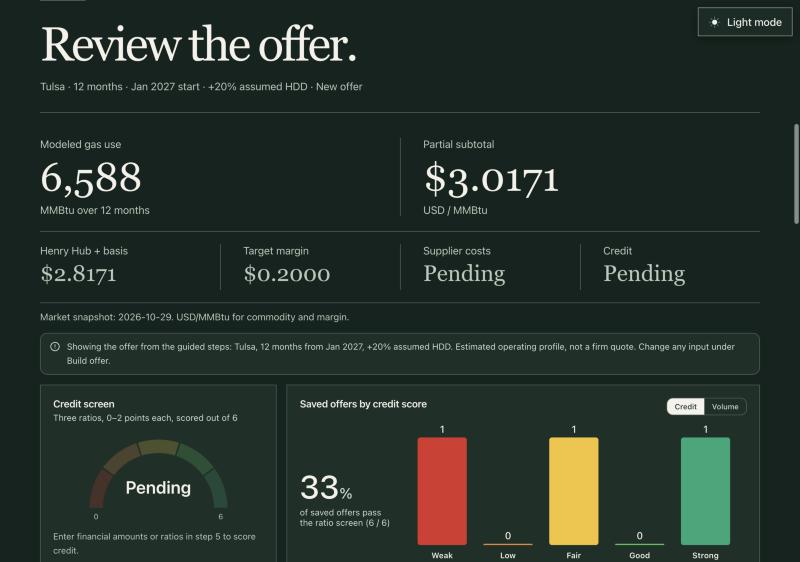 Light mode
Review the offer.
Tulsa · 12 months · Jan 2027 start · +20% assumed HDD · New offer
Modeled gas use
6,588
MMBtu over 12 months
Partial subtotal
$3.0171
USD / MMBtu
Henry Hub + basis
$2.8171
Target margin
$0.2000
Supplier costs
Pending
Credit
Pending
Market snapshot: 2026-10-29. USD/MMBtu for commodity and margin.
Showing the offer from the guided steps: Tulsa, 12 months from Jan 2027, +20% assumed HDD. Estimated operating profile, not a firm quote. Change any input under
Build offer.
Credit screen
Three ratios, 0–2 points each, scored out of 6
Pending
0
6
Enter financial amounts or ratios in step 5 to score
credit.
Saved offers by credit score
Credit
Volume
33%
of saved offers pass
the ratio screen (6 / 6)
1
0
1
0
1
Weak
Low
Fair
Good
Strong